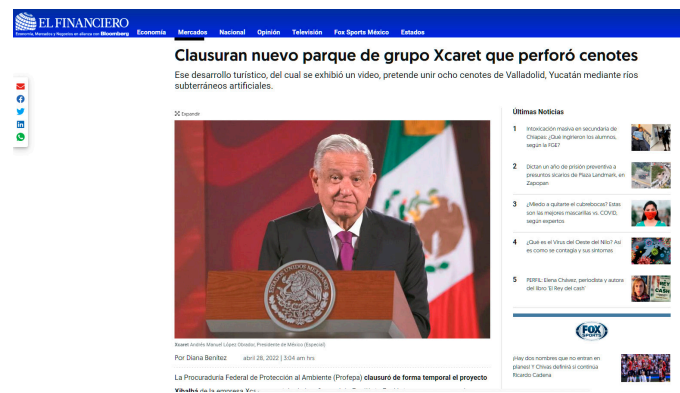 EL FINANCIERO
Economía, Mercados y Negocios en alianza con Bloomberg
Economía Mercados Nacional Opinión Televisión Fox Sports México Estados
Clausuran nuevo parque de grupo Xcaret que perforó cenotes
Ese desarrollo turístico, del cual se exhibió un video, pretende unir ocho cenotes de Valladolid, Yucatán mediante ríos
subterráneos artificiales.
Expandir
Xcaret Andrés Manuel López Obrador, Presidente de México (Especial)
Por Diana Benítez abril 28, 2022 | 3:04 am hrs
La Procuraduría Federal de Protección al Ambiente (Profepa) clausuró de forma temporal el proyecto
Xibalbá de la empresa
Últimas Noticias
1 Intoxicación masiva en secundaria de
Chiapas: ¿Qué ingirieron los alumnos,
según la FGE?
2 Dictan un año de prisión preventiva a
presuntos sicarios de Plaza Landmark, en
Zapopan
3 ¿Miedo a quitarte el cubrebocas? Estas
son las mejores mascarillas vs. COVID,
según expertos
4 ¿Qué es el Virus del Oeste del Nilo? Así
es como se contagia y sus síntomas
5 PERFIL: Elena Chávez, periodista y autora
del libro 'El Rey del cash'
FOX
SPORTS
¡Hay dos nombres que no entren en
planes! Chivas definirá si continúa
Ricardo Cadena